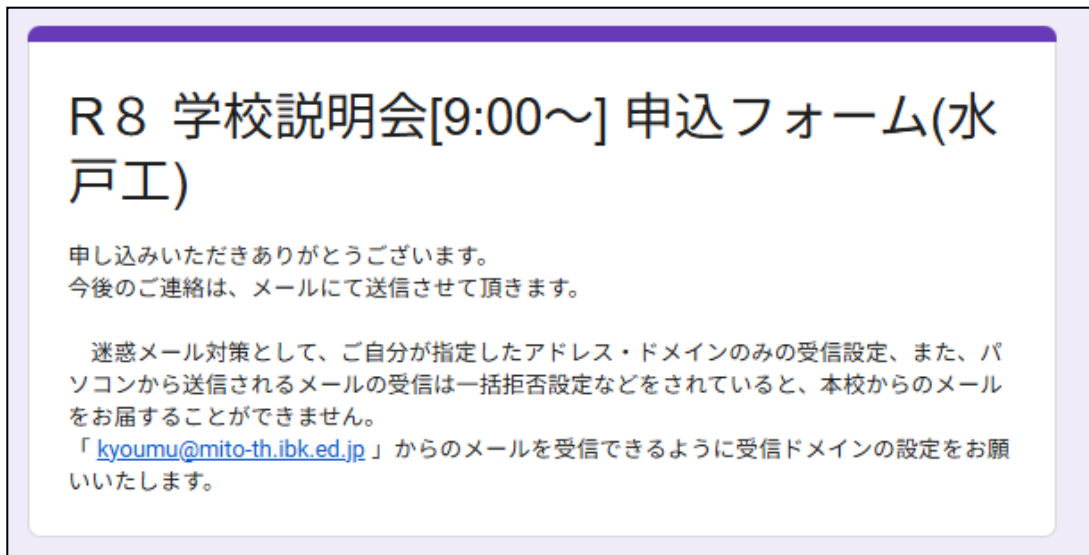 R８ 学校説明会[9:00～] 申込フォーム(水
戸工)
申し込みいただきありがとうございます。
今後のご連絡は、メールにて送信させて頂きます。
　迷惑メール対策として、ご自分が指定したアドレス・ドメインのみの受信設定、また、パ
ソコンから送信されるメールの受信は一括拒否設定などをされていると、本校からのメール
をお届することができません。
「 kyoumu@mito-th.ibk.ed.jp 」からのメールを受信できるように受信ドメインの設定をお願
いいたします。